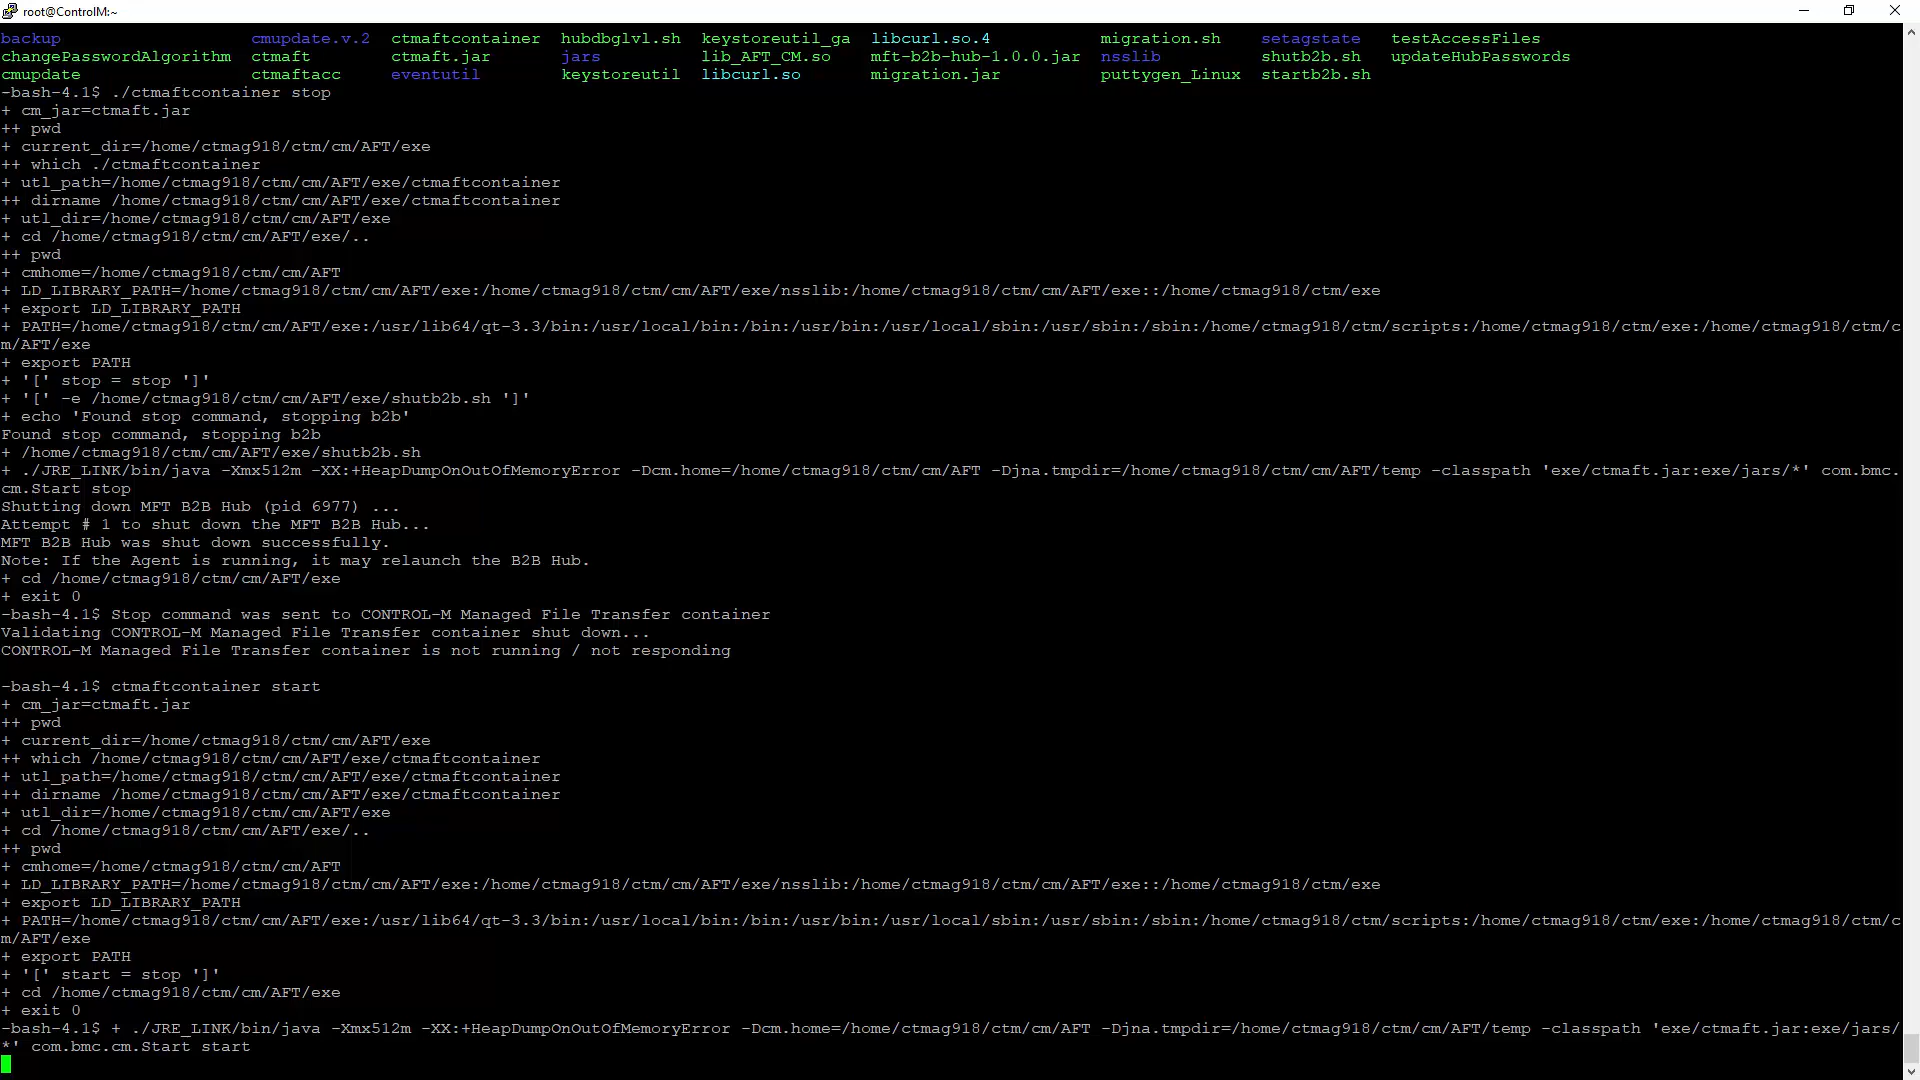 root@ControlM:~
backup                   cmupdate.v.2  ctmaftcontainer  hubdbglvl.sh  keystoreutil_ga  libcurl.so.4           migration.sh    setagstate  testAccessFiles
changePasswordAlgorithm  ctmaft        ctmaft.jar       jars          lib_AFT_CM.so    mft-b2b-hub-1.0.0.jar  nsslib          shutb2b.sh  updateHubPasswords
cmupdate                 ctmaftacc     eventutil        keystoreutil  libcurl.so       migration.jar          puttygen_Linux  startb2b.sh
-bash-4.1$ ./ctmaftcontainer stop
+ cm_jar=ctmaft.jar
++ pwd
+ current_dir=/home/ctmag918/ctm/cm/AFT/exe
++ which ./ctmaftcontainer
+ utl_path=/home/ctmag918/ctm/cm/AFT/exe/ctmaftcontainer
++ dirname /home/ctmag918/ctm/cm/AFT/exe/ctmaftcontainer
+ utl_dir=/home/ctmag918/ctm/cm/AFT/exe
+ cd /home/ctmag918/ctm/cm/AFT/exe/..
++ pwd
+ cmhome=/home/ctmag918/ctm/cm/AFT
+ LD_LIBRARY_PATH=/home/ctmag918/ctm/cm/AFT/exe:/home/ctmag918/ctm/cm/AFT/exe/nsslib:/home/ctmag918/ctm/cm/AFT/exe::/home/ctmag918/ctm/exe
+ export LD_LIBRARY_PATH
+ PATH=/home/ctmag918/ctm/cm/AFT/exe:/usr/lib64/qt-3.3/bin:/usr/local/bin:/bin:/usr/bin:/usr/local/sbin:/usr/sbin:/sbin:/home/ctmag918/ctm/scripts:/home/ctmag918/ctm/exe:/home/ctmag918/ctm/c
m/AFT/exe
+ export PATH
+ '[' stop = stop ']'
+ '[' -e /home/ctmag918/ctm/cm/AFT/exe/shutb2b.sh ']'
+ echo 'Found stop command, stopping b2b'
Found stop command, stopping b2b
+ /home/ctmag918/ctm/cm/AFT/exe/shutb2b.sh
+ ./JRE_LINK/bin/java -Xmx512m -XX:+HeapDumpOnOutOfMemoryError -Dcm.home=/home/ctmag918/ctm/cm/AFT -Djna.tmpdir=/home/ctmag918/ctm/cm/AFT/temp -classpath 'exe/ctmaft.jar:exe/jars/*' com.bmc.
cm.Start stop
Shutting down MFT B2B Hub (pid 6977) ...
Attempt # 1 to shut down the MFT B2B Hub...
MFT B2B Hub was shut down successfully.
Note: If the Agent is running, it may relaunch the B2B Hub.
+ cd /home/ctmag918/ctm/cm/AFT/exe
+ exit 0
-bash-4.1$ Stop command was sent to CONTROL-M Managed File Transfer container
Validating CONTROL-M Managed File Transfer container shut down...
CONTROL-M Managed File Transfer container is not running / not responding
-bash-4.1$ ctmaftcontainer start
+ cm_jar=ctmaft.jar
++ pwd
+ current_dir=/home/ctmag918/ctm/cm/AFT/exe
++ which /home/ctmag918/ctm/cm/AFT/exe/ctmaftcontainer
+ utl_path=/home/ctmag918/ctm/cm/AFT/exe/ctmaftcontainer
++ dirname /home/ctmag918/ctm/cm/AFT/exe/ctmaftcontainer
+ utl_dir=/home/ctmag918/ctm/cm/AFT/exe
+ cd /home/ctmag918/ctm/cm/AFT/exe/..
++ pwd
+ cmhome=/home/ctmag918/ctm/cm/AFT
+ LD_LIBRARY_PATH=/home/ctmag918/ctm/cm/AFT/exe:/home/ctmag918/ctm/cm/AFT/exe/nsslib:/home/ctmag918/ctm/cm/AFT/exe::/home/ctmag918/ctm/exe
+ export LD_LIBRARY_PATH
+ PATH=/home/ctmag918/ctm/cm/AFT/exe:/usr/lib64/qt-3.3/bin:/usr/local/bin:/bin:/usr/bin:/usr/local/sbin:/usr/sbin:/sbin:/home/ctmag918/ctm/scripts:/home/ctmag918/ctm/exe:/home/ctmag918/ctm/c
m/AFT/exe
+ export PATH
+ '[' start = stop ']'
+ cd /home/ctmag918/ctm/cm/AFT/exe
+ exit 0
-bash-4.1$ + ./JRE_LINK/bin/java -Xmx512m -XX:+HeapDumpOnOutOfMemoryError -Dcm.home=/home/ctmag918/ctm/cm/AFT -Djna.tmpdir=/home/ctmag918/ctm/cm/AFT/temp -classpath 'exe/ctmaft.jar:exe/jars/
*' com.bmc.cm.Start start